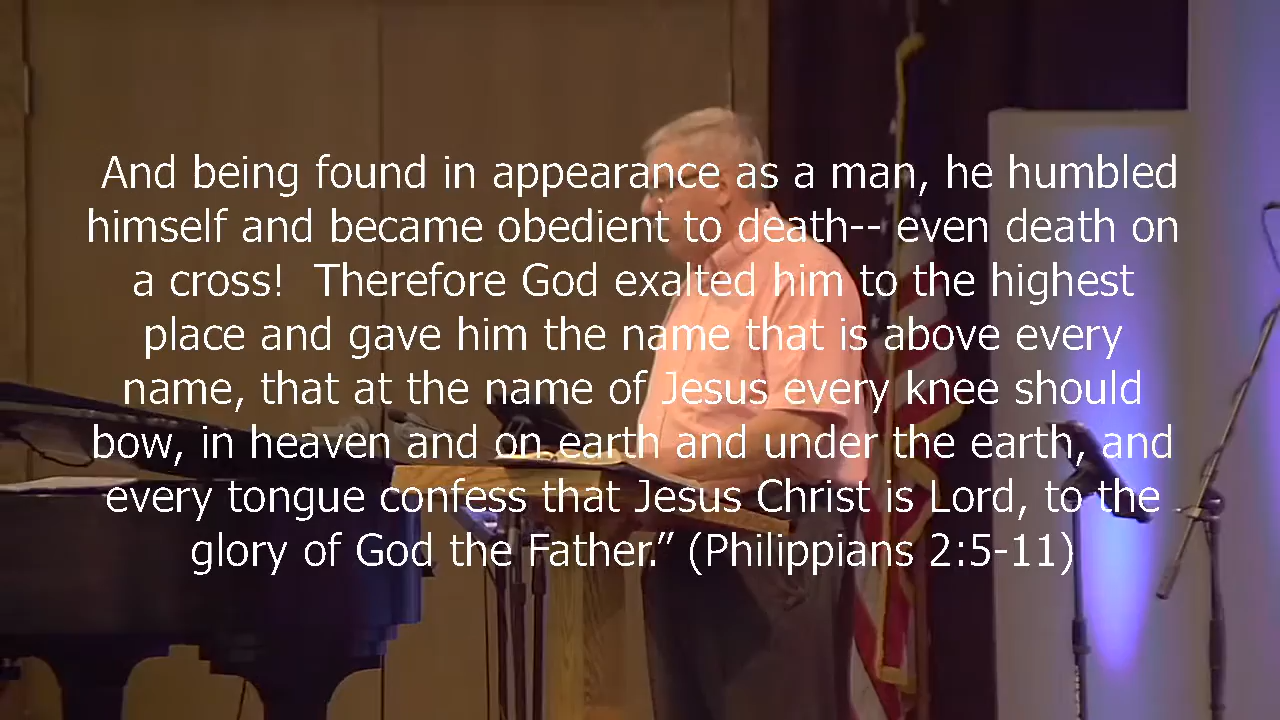 And being found in appearance as a man, he humbled
himself and became obedient to death-- even death on
a cross!  Therefore God exalted him to the highest
place and gave him the name that is above every
name, that at the name of Jesus every knee should
bow, in heaven and on earth and under the earth, and
every tongue confess that Jesus Christ is Lord, to the
glory of God the Father.” (Philippians 2:5-11)